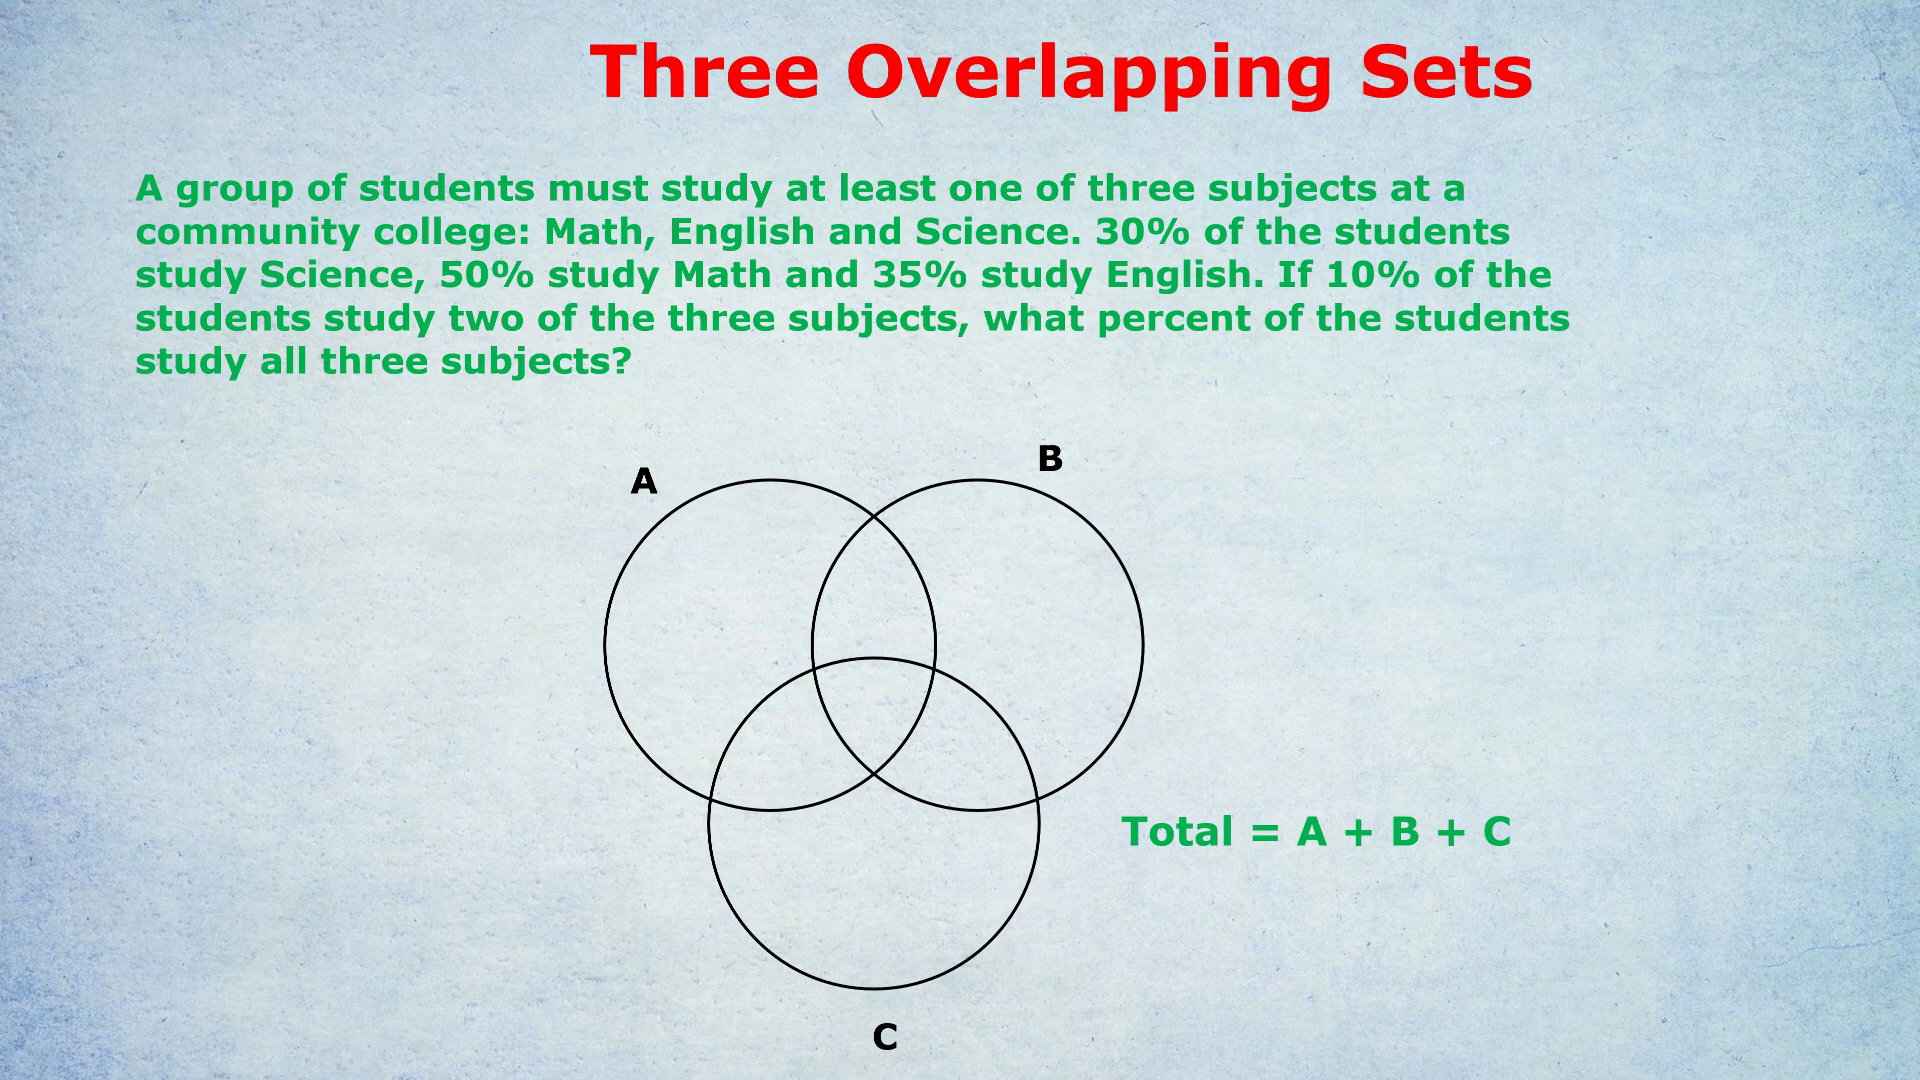 Three Overlapping Sets
A group of students must study at least one of three subjects at a
community college: Math, English and Science. 30% of the students
study Science, 50% study Math and 35% study English. If 10% of the
students study two of the three subjects, what percent of the students
study all three subjects?
B
A
Total = A + B + C
C